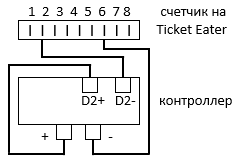 1 2 3 4 5 6 7 8 счетчик на
Ticket Eater
D2+ D2- контроллер
+ -